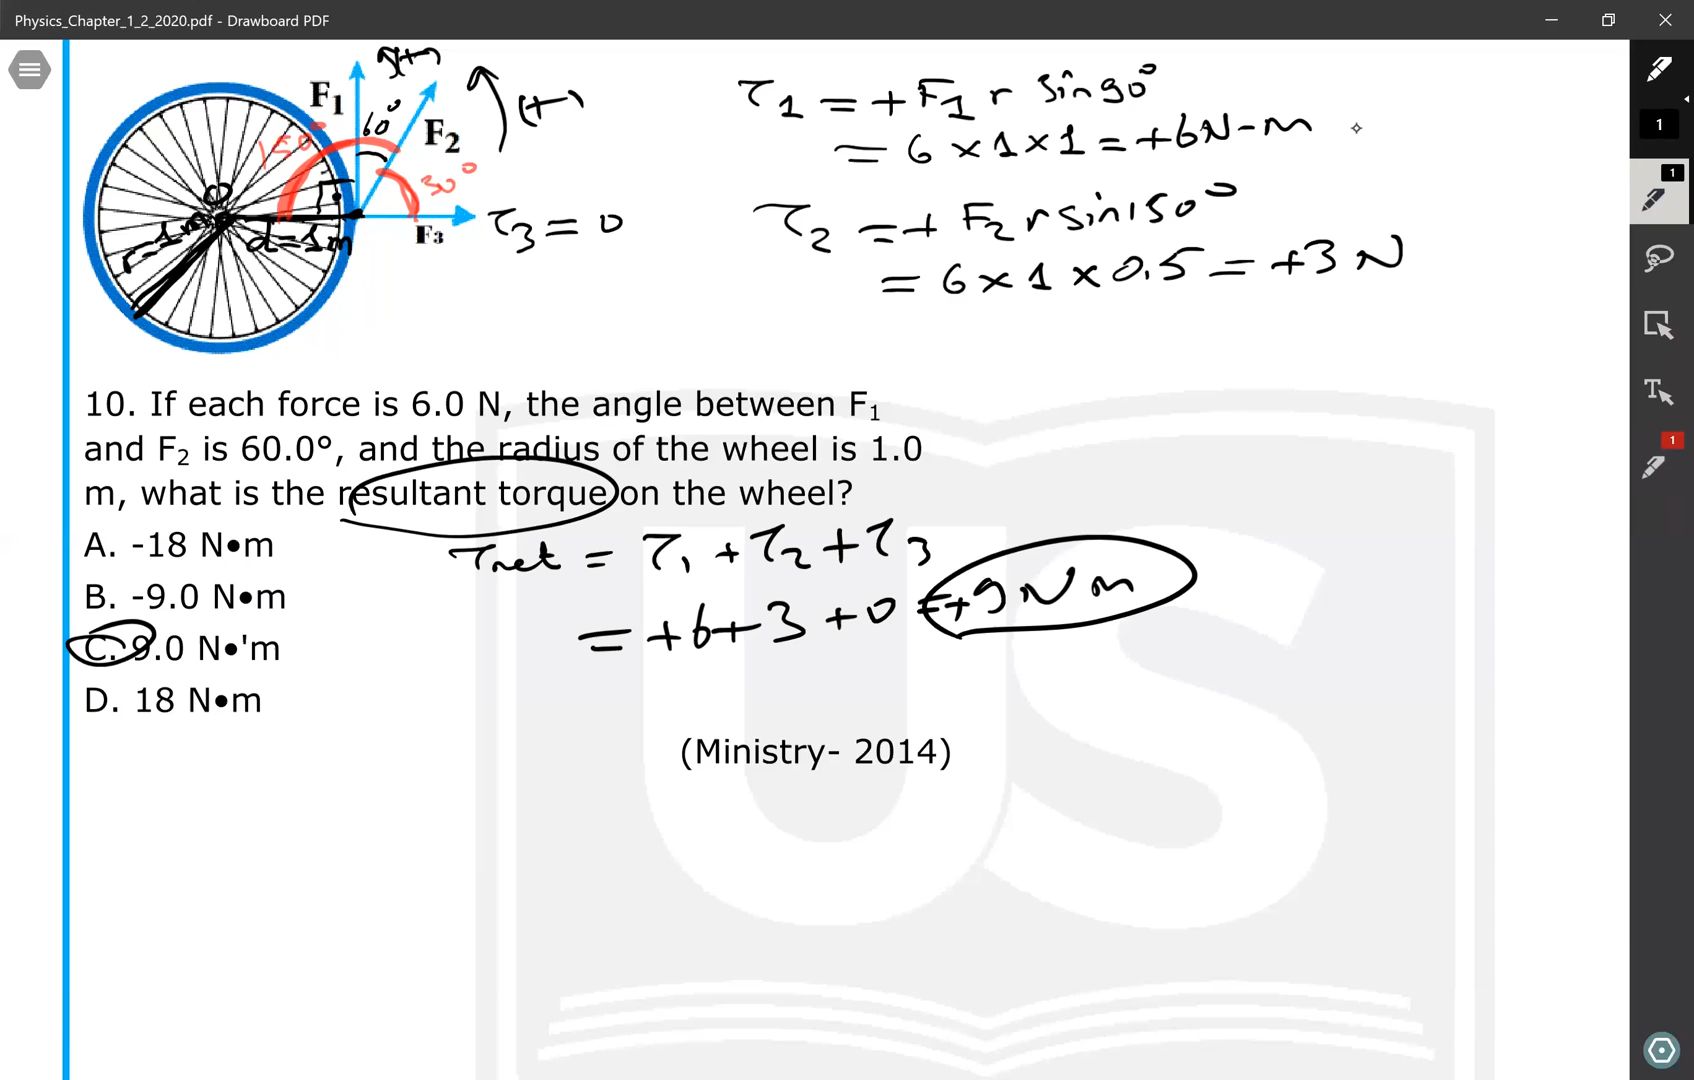 Physics_Chapter_1_2_2020.pdf - Drawboard PDF
F₁
60°
F₂
(+)
150°
30°
r=1m
d=1m
F₃
τ₃ = 0
τ₁ = +F₁ r sin90°
= 6 × 1 × 1 = +6N-m
τ₂ = + F₂ r sin150°
= 6 × 1 × 0.5 = +3 N
10. If each force is 6.0 N, the angle between F₁
and F₂ is 60.0°, and the radius of the wheel is 1.0
m, what is the resultant torque on the wheel?
A. -18 N•m
B. -9.0 N•m
C. 9.0 N•'m
D. 18 N•m
τnet = τ₁ + τ₂ + τ₃
= +6+3+0 = +9Nm
(Ministry- 2014)
US
1
1
1